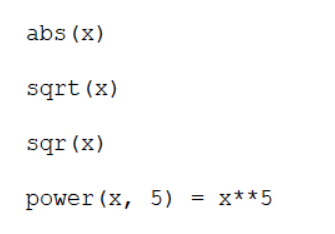 abs(x)
sqrt(x)
sqr(x)
power(x, 5) = x**5